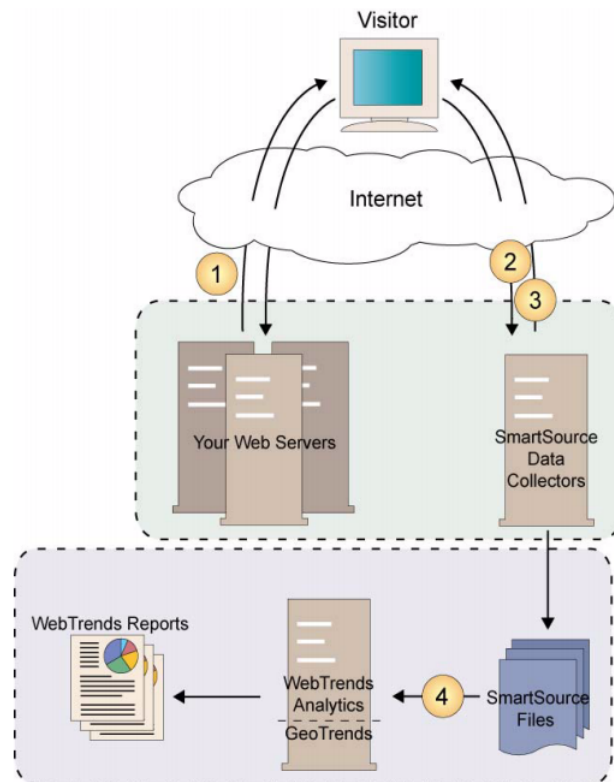 Visitor
Internet
1
2
3
Your Web Servers
SmartSource
Data
Collectors
WebTrends Reports
WebTrends
Analytics
GeoTrends
4
SmartSource
Files